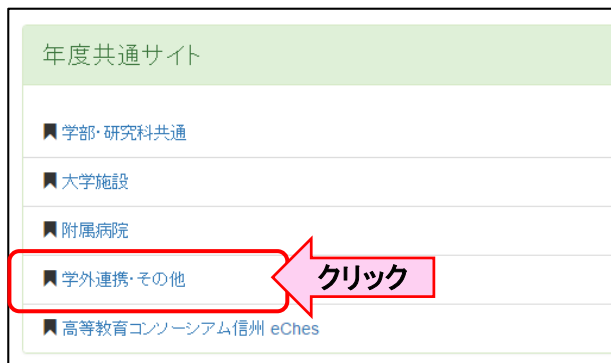 年度共通サイト
学部・研究科共通
大学施設
附属病院
学外連携・その他
クリック
高等教育コンソーシアム信州 eChes